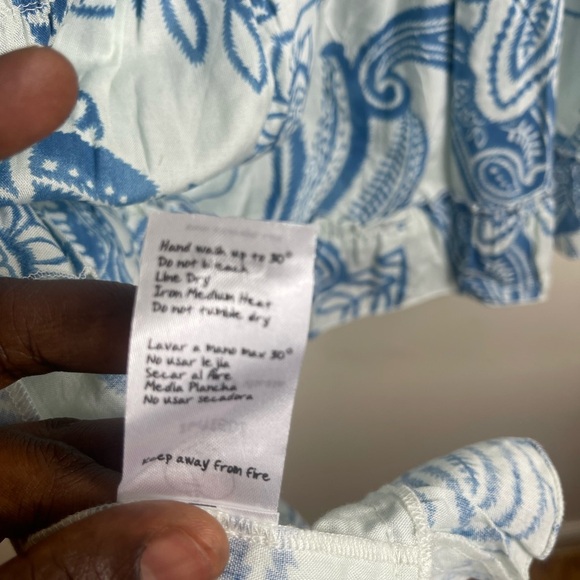 Hand wash up to 30°
Do not bleach
Line Dry
Iron Medium Heat
Do not tumble dry
Lavar a mano max 30°
No usar lejia
Secar al Aire
Media Plancha
No usar secadora
Keep away from fire